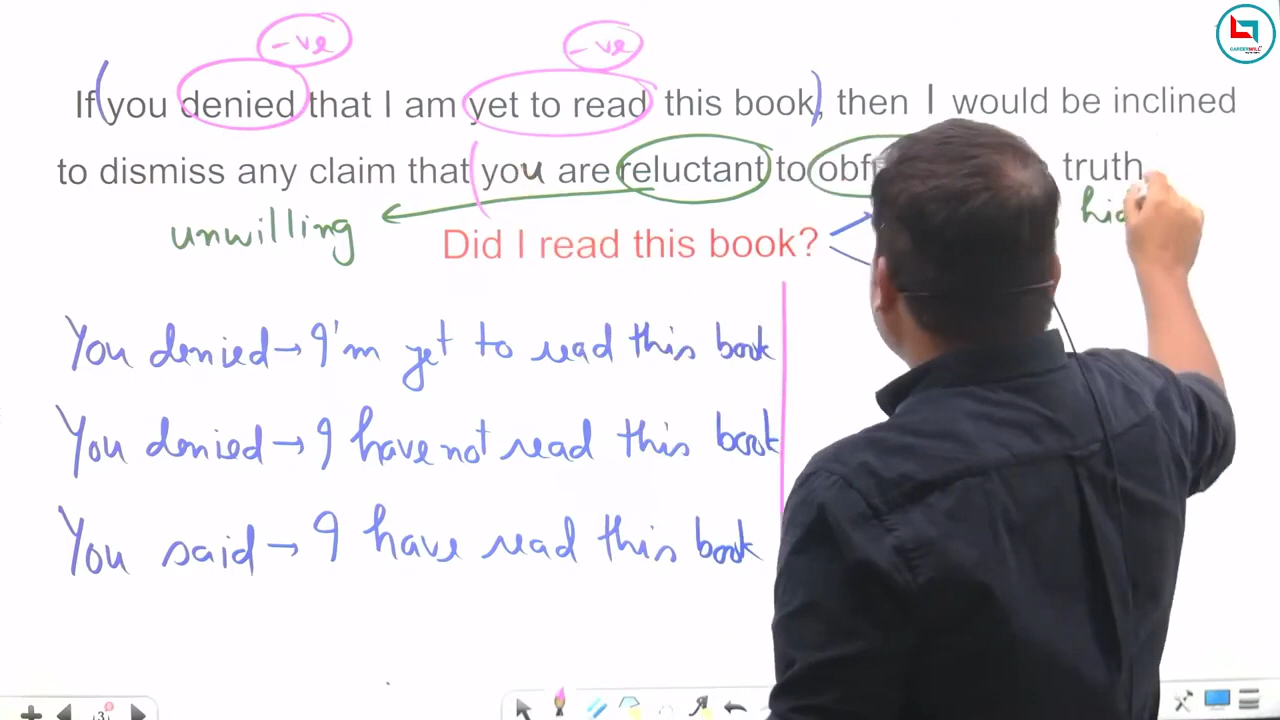 -ve -ve
If you denied that I am yet to read this book, then I would be inclined
to dismiss any claim that you are reluctant to truth
unwilling
Did I read this book?
You denied → I'm yet to read this book
You denied → I have not read this book
You said → I have read this book